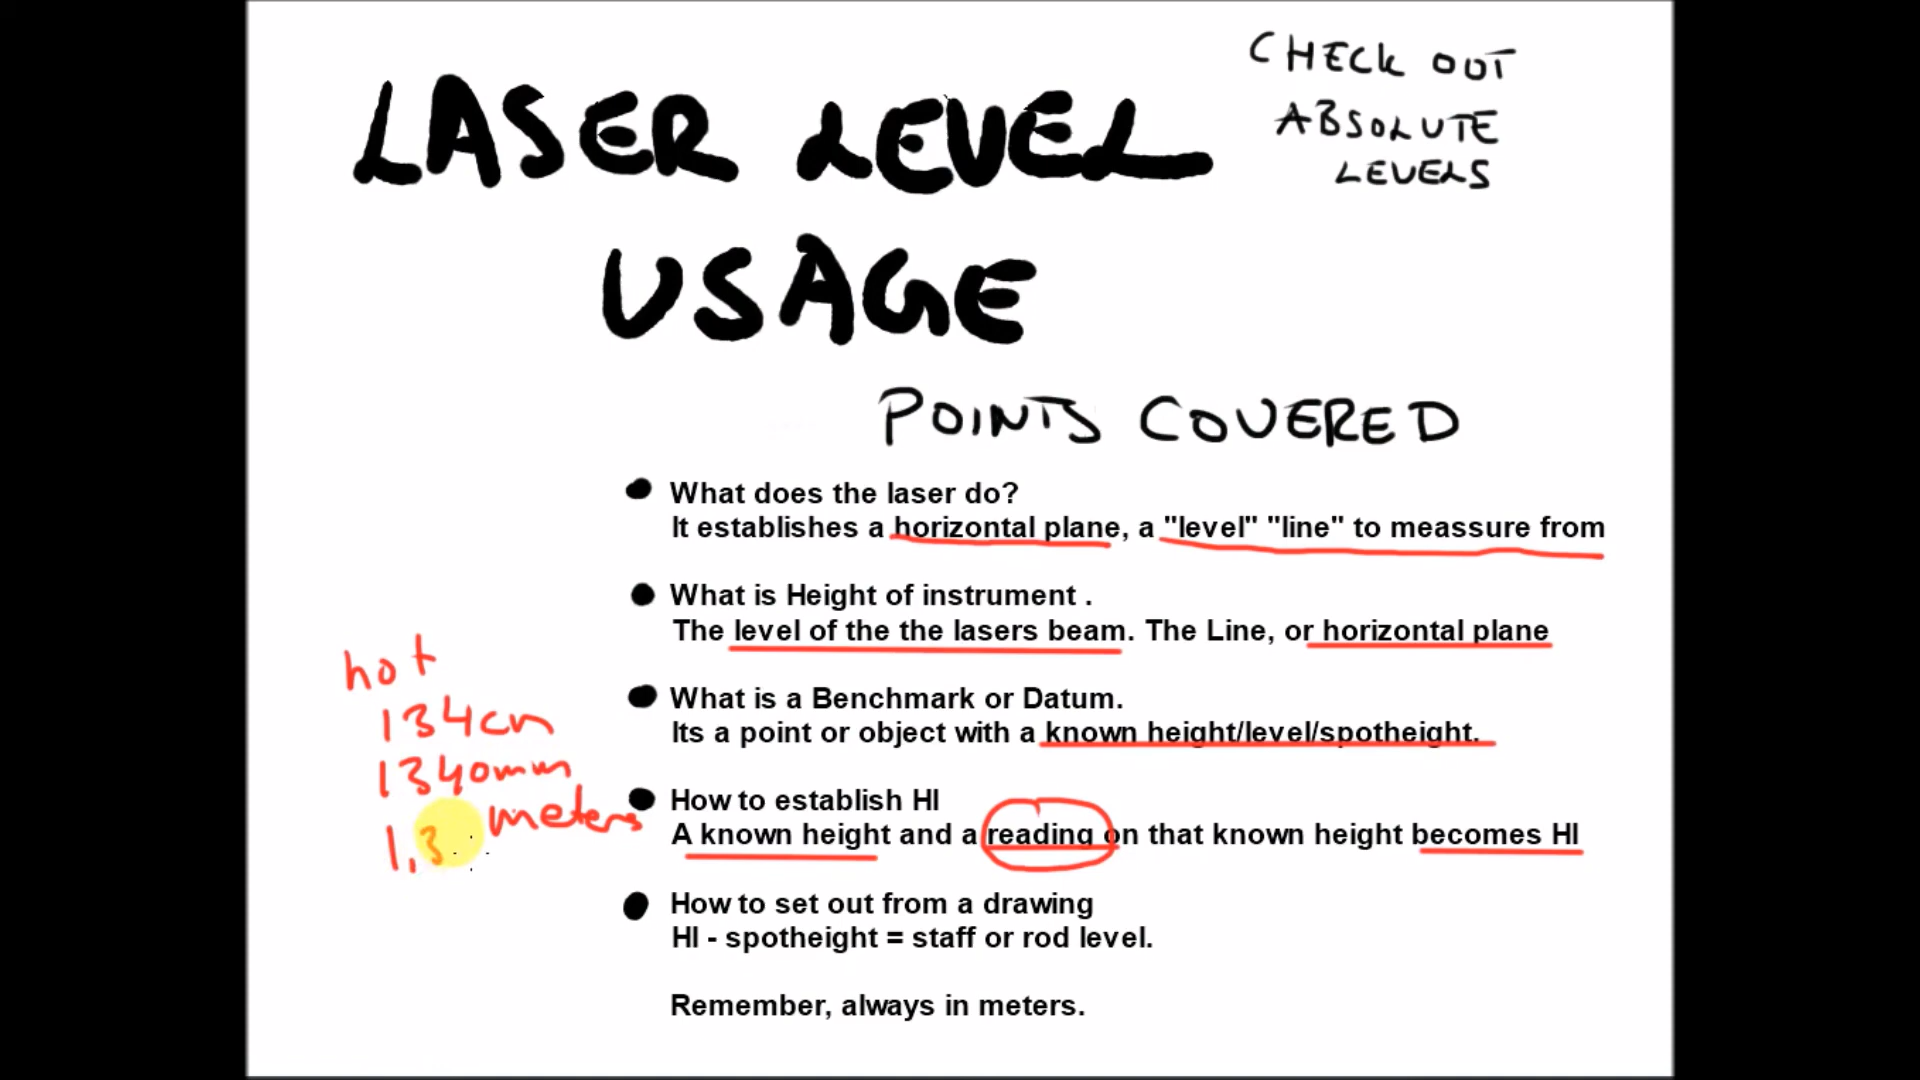 LASER LEVEL
USAGE
CHECK OUT
ABSOLUTE
LEVELS
POINTS COVERED
What does the laser do?
It establishes a horizontal plane, a "level" "line" to meassure from
What is Height of instrument .
The level of the the lasers beam. The Line, or horizontal plane
What is a Benchmark or Datum.
Its a point or object with a known height/level/spotheight.
How to establish HI
A known height and a reading on that known height becomes HI
How to set out from a drawing
HI - spotheight = staff or rod level.
Remember, always in meters.
hot
134cm
1340mm
meters
1,3